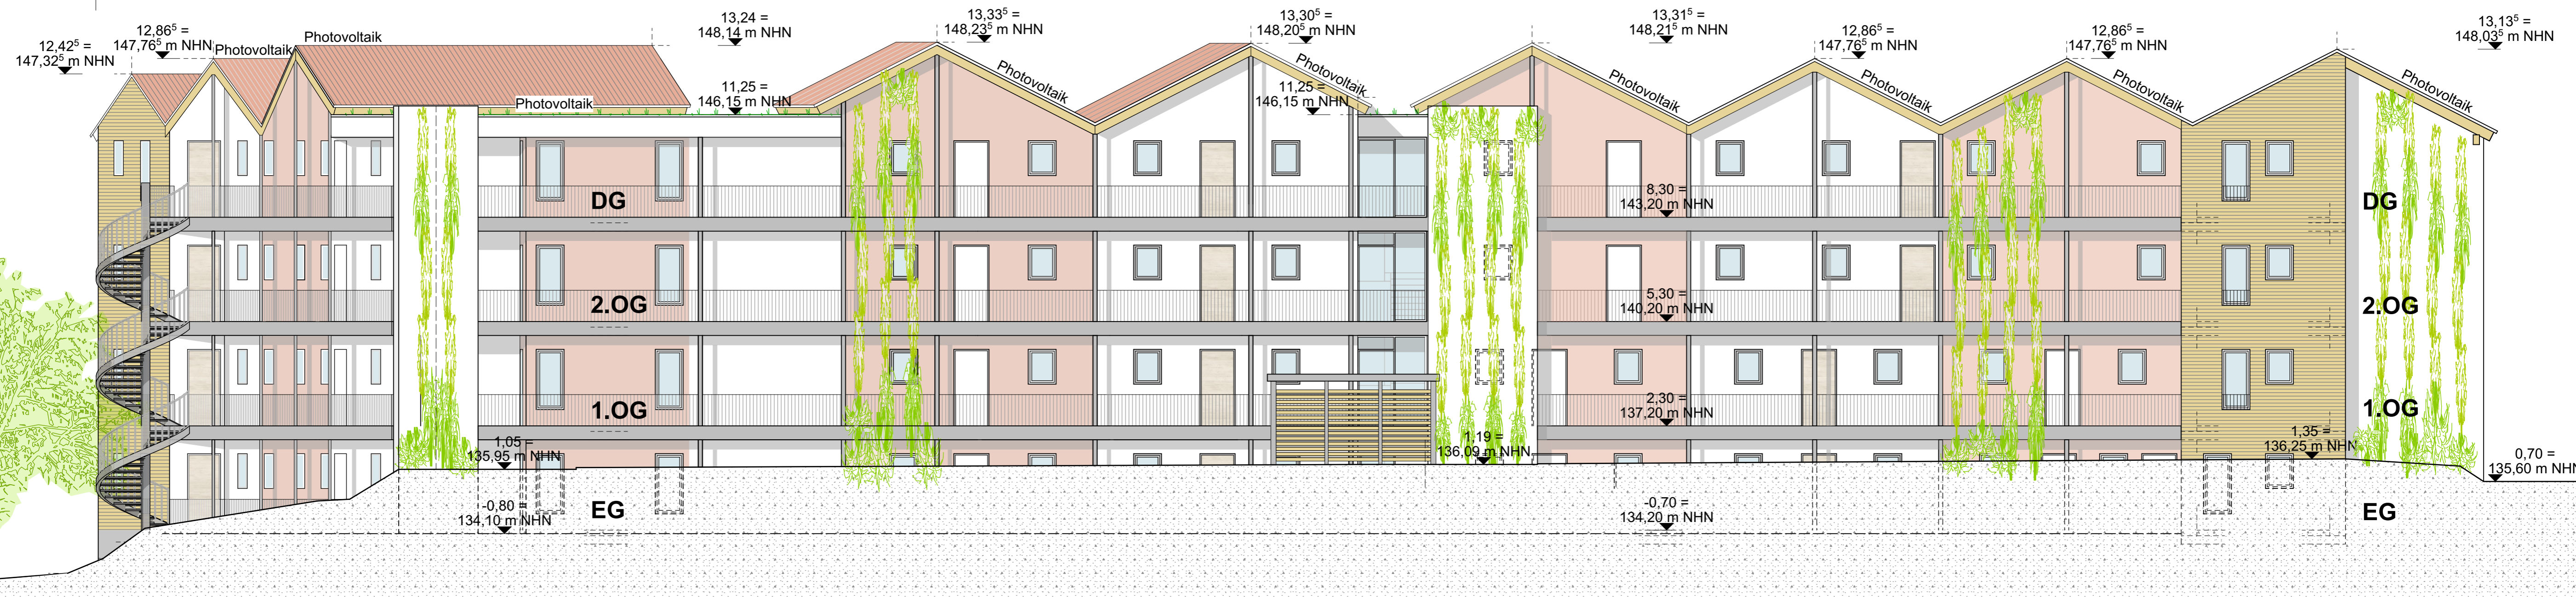 12,42⁵ =
147,32⁵ m NHN
12,86⁵ =
147,76⁵ m NHN
Photovoltaik
Photovoltaik
13,24 =
148,14 m NHN
13,33⁵ =
148,23⁵ m NHN
13,30⁵ =
148,20⁵ m NHN
13,31⁵ =
148,21⁵ m NHN
12,86⁵ =
147,76⁵ m NHN
12,86⁵ =
147,76⁵ m NHN
13,13⁵ =
148,03⁵ m NHN
Photovoltaik
11,25 =
146,15 m NHN
Photovoltaik
11,25 =
146,15 m NHN
Photovoltaik
Photovoltaik
Photovoltaik
Photovoltaik
Photovoltaik
DG
8,30 =
143,20 m NHN
DG
2.OG
5,30 =
140,20 m NHN
2.OG
1.OG
2,30 =
137,20 m NHN
1.OG
1,05 =
135,95 m NHN
1,19 =
136,09 m NHN
1,35 =
136,25 m NHN
0,70 =
135,60 m NHN
-0,80 =
134,10 m NHN
EG
-0,70 =
134,20 m NHN
EG